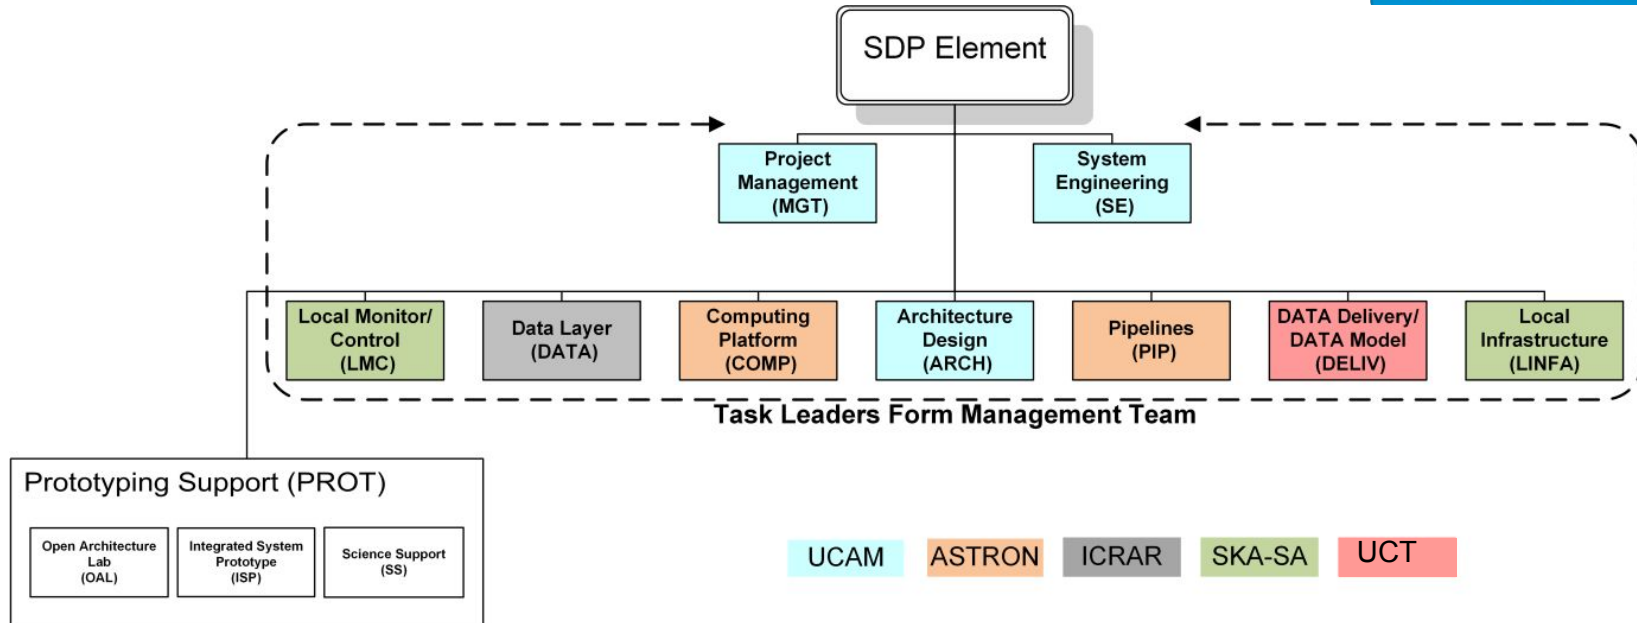 SDP Element
Project
Management
(MGT)
System
Engineering
(SE)
Local Monitor/
Control
(LMC)
Data Layer
(DATA)
Computing
Platform
(COMP)
Architecture
Design
(ARCH)
Pipelines
(PIP)
DATA Delivery/
DATA Model
(DELIV)
Local
Infrastructure
(LINFA)
Task Leaders Form Management Team
Prototyping Support (PROT)
Open Architecture
Lab
(OAL)
Integrated System
Prototype
(ISP)
Science Support
(SS)
UCAM
ASTRON
ICRAR
SKA-SA
UCT